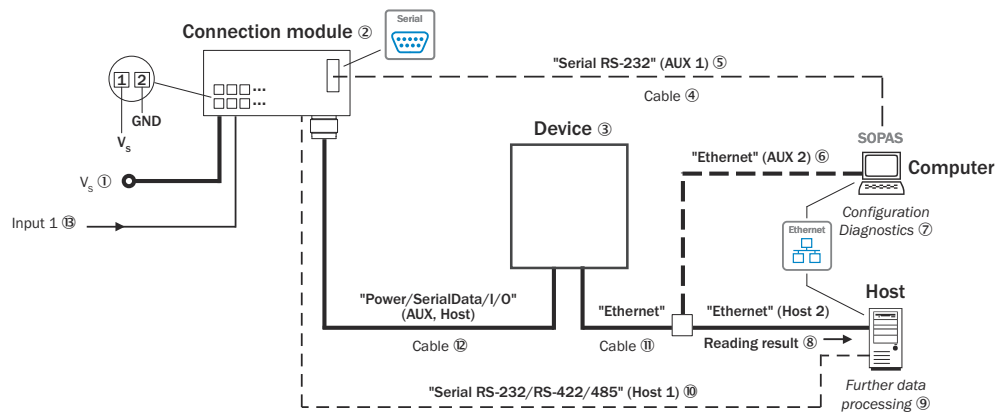 Serial
Connection module ②
"Serial RS-232" (AUX 1) ⑤
Cable ④
1 2
...
...
GND
Vs
Device ③
SOPAS
"Ethernet" (AUX 2) ⑥
Computer
Vs ①
Input 1 ⑬
Configuration
Diagnostics ⑦
Ethernet
Host
"Power/SerialData/I/O"
(AUX, Host)
"Ethernet"
"Ethernet" (Host 2)
Cable ⑫
Cable ⑪
Reading result ⑧
"Serial RS-232/RS-422/485" (Host 1) ⑩
Further data
processing ⑨